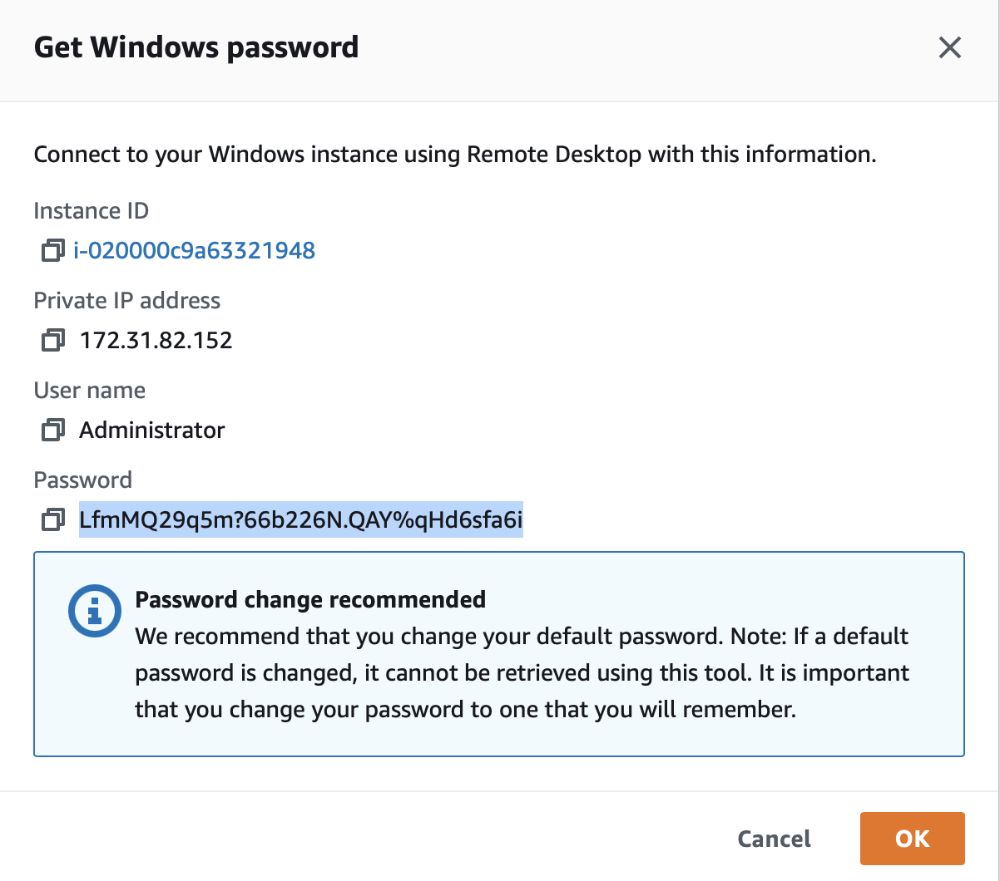 Get Windows password
Connect to your Windows instance using Remote Desktop with this information.
Instance ID
i-020000c9a63321948
Private IP address
172.31.82.152
User name
Administrator
Password
LfmMQ29q5m?66b226N.QAY%qHd6sfa6i
Password change recommended
We recommend that you change your default password. Note: If a default
password is changed, it cannot be retrieved using this tool. It is important
that you change your password to one that you will remember.
Cancel
OK